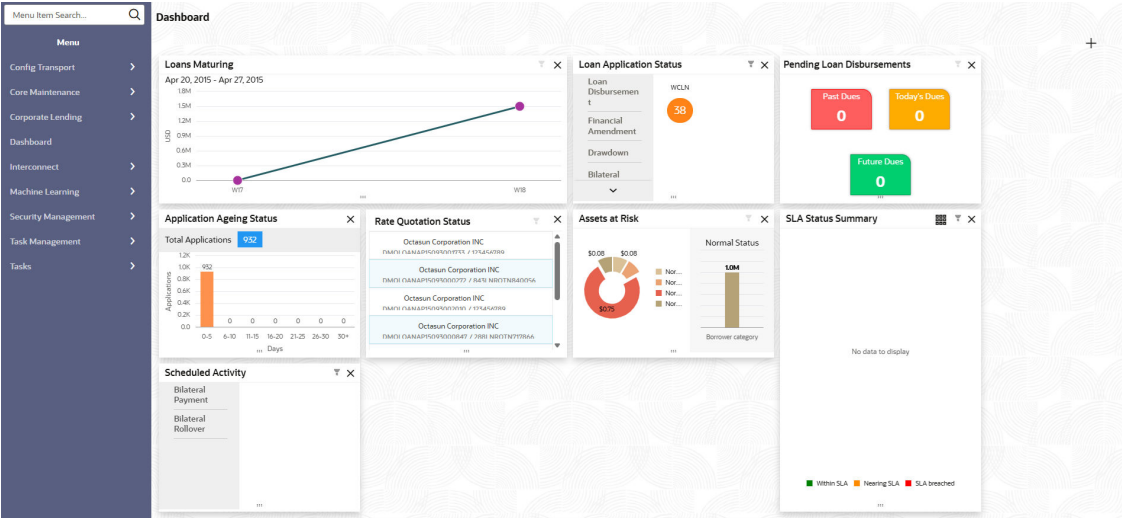 Menu Item Search...
Dashboard
Menu
Config Transport
Core Maintenance
Corporate Lending
Dashboard
Interconnect
Machine Learning
Security Management
Task Management
Tasks
Loans Maturing
Apr 20, 2015 - Apr 27, 2015
USD
1.8M
1.5M
1.2M
0.9M
0.6M
0.3M
0.0
W17
W18
Loan Application Status
Loan
Disbursemen
t
Financial
Amendment
Drawdown
Bilateral
WCLN
38
Pending Loan Disbursements
Past Dues
0
Today's Dues
0
Future Dues
0
Application Ageing Status
Total Applications 932
Applications
1.2K
1.0K
0.8K
0.6K
0.4K
0.2K
0.0
932 0 0 0 0 0 0
0-5 6-10 11-15 16-20 21-25 26-30 30+
Days
Rate Quotation Status
Octasun Corporation INC
Octasun Corporation INC
Octasun Corporation INC
Octasun Corporation INC
Assets at Risk
$0.08 $0.08
$0.75
Nor...
Nor...
Nor...
Nor...
Normal Status
1.0M
Borrower category
SLA Status Summary
No data to display
Within SLA Nearing SLA SLA breached
Scheduled Activity
Bilateral
Payment
Bilateral
Rollover